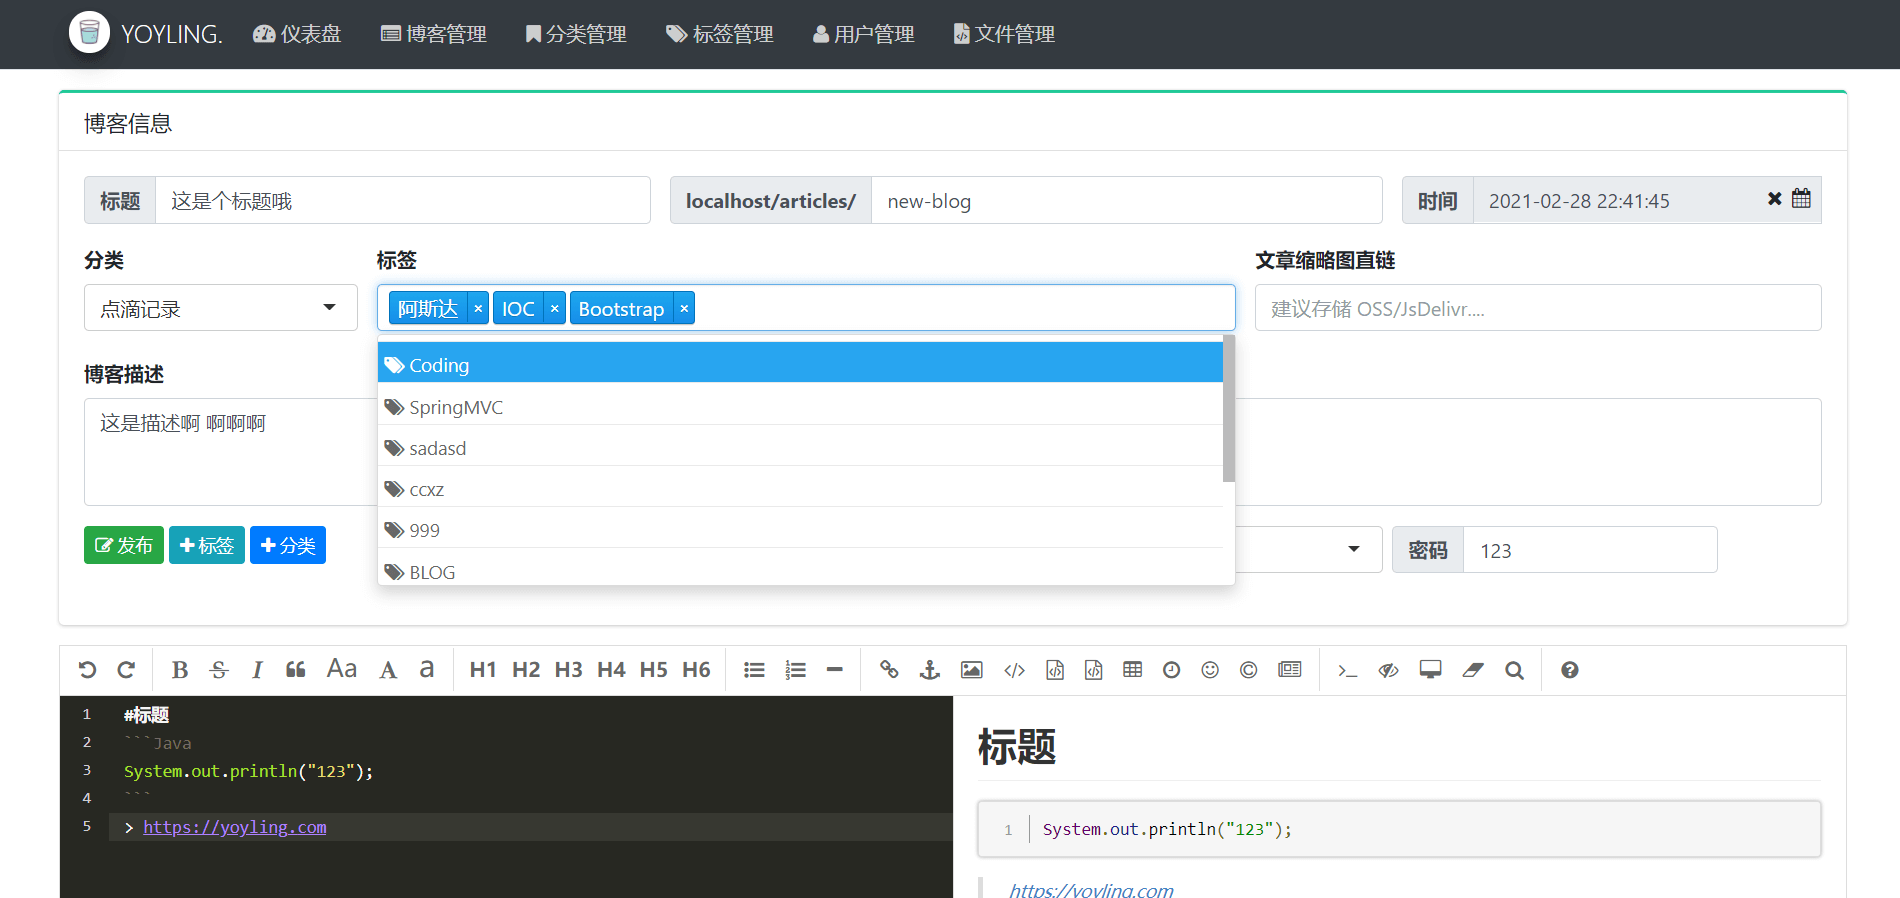 YOYLING. 仪表盘 博客管理 分类管理 标签管理 用户管理 文件管理
博客信息
标题 这是个标题哦 localhost/articles/ new-blog 时间 2021-02-28 22:41:45
分类 标签 文章缩略图直链
点滴记录 阿斯达 × IOC × Bootstrap × 建议存储 OSS/JsDelivr....
Coding
博客描述
SpringMVC
这是描述啊 啊啊啊
sadasd
ccxz
999
发布 标签 分类 密码 123
BLOG
B S I Aa A a H1 H2 H3 H4 H5 H6
1 #标题
2 ```Java
3 System.out.println("123");
4 ```
5 > https://yoyling.com
标题
1 System.out.println("123");
https://yoyling.com